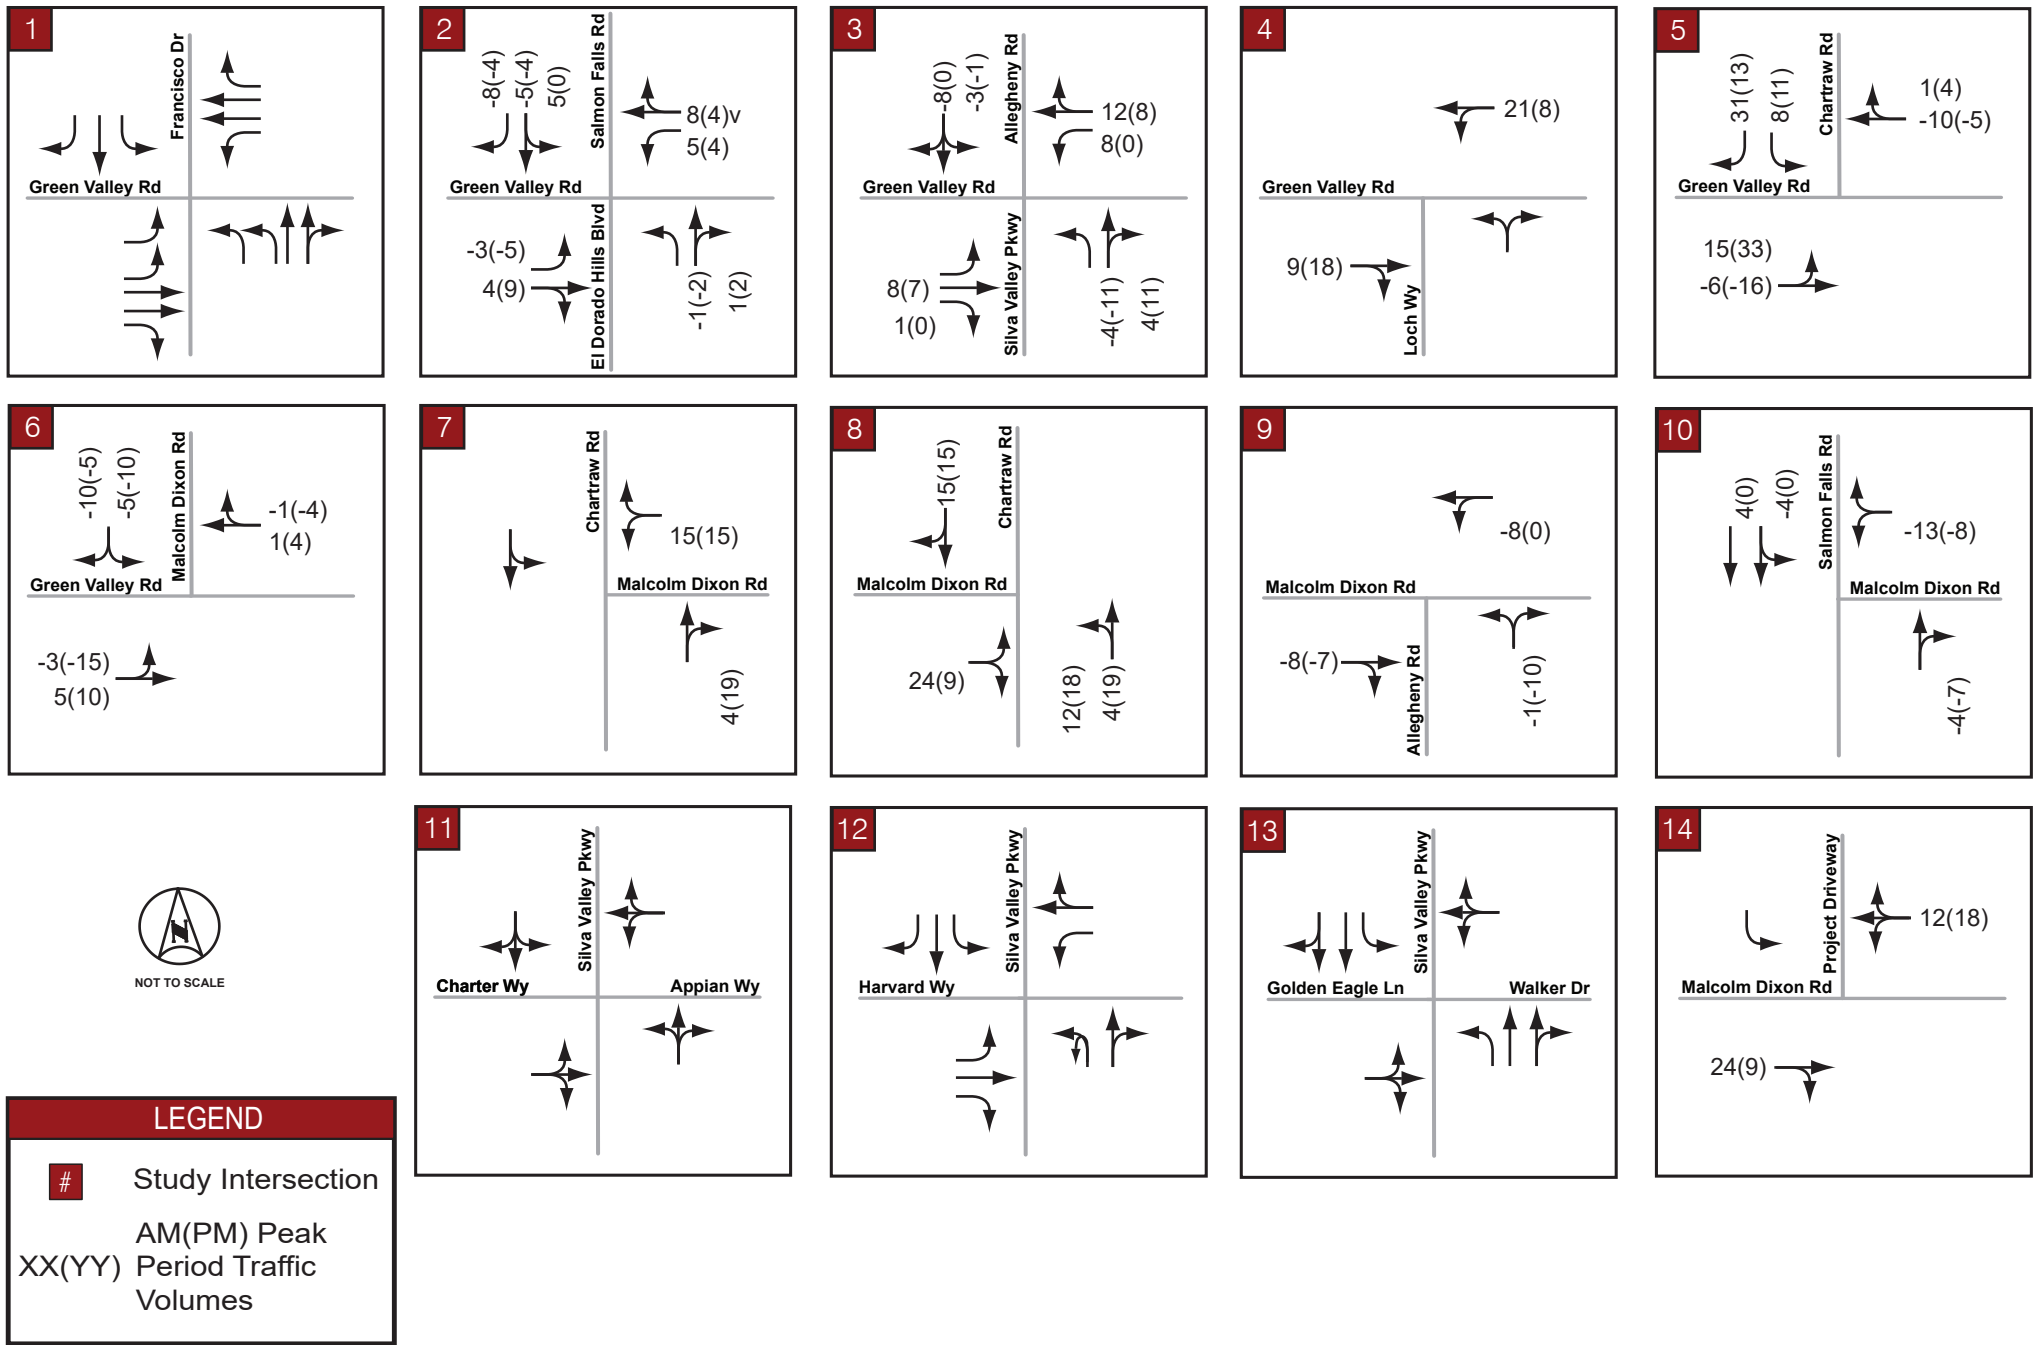 1
Francisco Dr
Green Valley Rd
2
-8(-4)
-5(-4)
5(0)
Salmon Falls Rd
8(4)v
5(4)
Green Valley Rd
-3(-5)
4(9)
El Dorado Hills Blvd
-1(-2)
1(2)
3
-8(0)
-3(-1)
Allegheny Rd
12(8)
8(0)
Green Valley Rd
8(7)
1(0)
Silva Valley Pkwy
-4(-11)
4(11)
4
21(8)
Green Valley Rd
9(18)
Loch Wy
5
31(13)
8(11)
Chartraw Rd
1(4)
-10(-5)
Green Valley Rd
15(33)
-6(-16)
6
-10(-5)
-5(-10)
Malcolm Dixon Rd
-1(-4)
1(4)
Green Valley Rd
-3(-15)
5(10)
7
Chartraw Rd
15(15)
Malcolm Dixon Rd
4(19)
8
15(15)
Chartraw Rd
Malcolm Dixon Rd
24(9)
12(18)
4(19)
9
-8(0)
Malcolm Dixon Rd
-8(-7)
Allegheny Rd
-1(-10)
10
4(0)
-4(0)
Salmon Falls Rd
-13(-8)
Malcolm Dixon Rd
-4(-7)
11
Silva Valley Pkwy
Charter Wy
Appian Wy
12
Silva Valley Pkwy
Harvard Wy
13
Silva Valley Pkwy
Golden Eagle Ln
Walker Dr
14
Project Driveway
12(18)
Malcolm Dixon Rd
24(9)
N
NOT TO SCALE
LEGEND
# Study Intersection
AM(PM) Peak
XX(YY) Period Traffic
Volumes